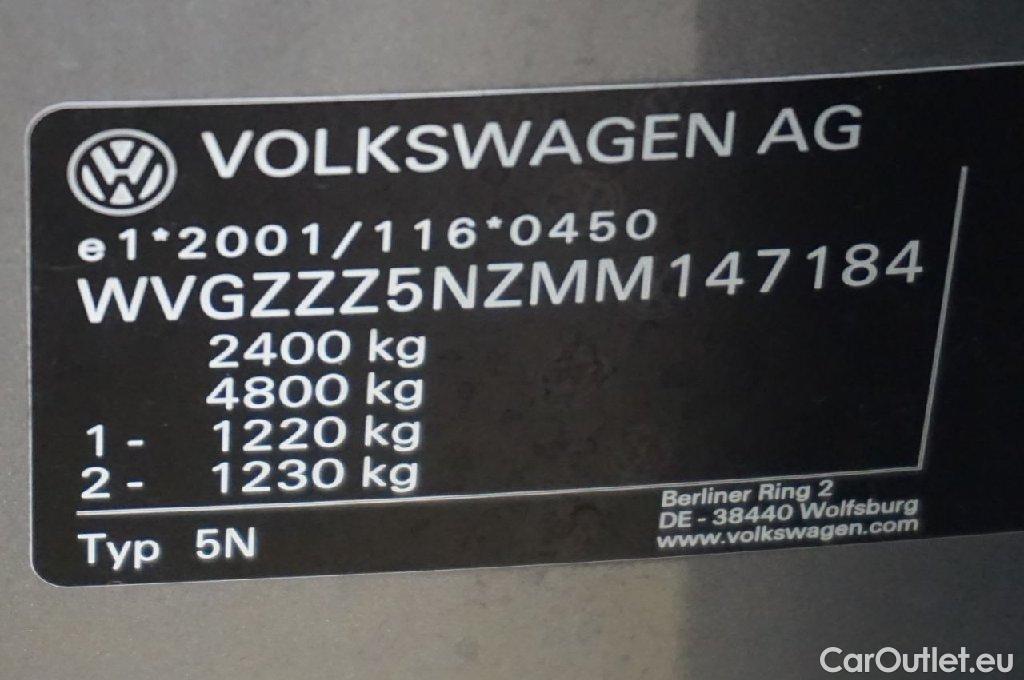 VOLKSWAGEN AG
e1*2001/116*0450
WVGZZZ5NZMM147184
2400 kg
4800 kg
1 - 1220 kg
2 - 1230 kg
Typ 5N
Berliner Ring 2
DE - 38440 Wolfsburg
www.volkswagen.com
CarOutlet.eu